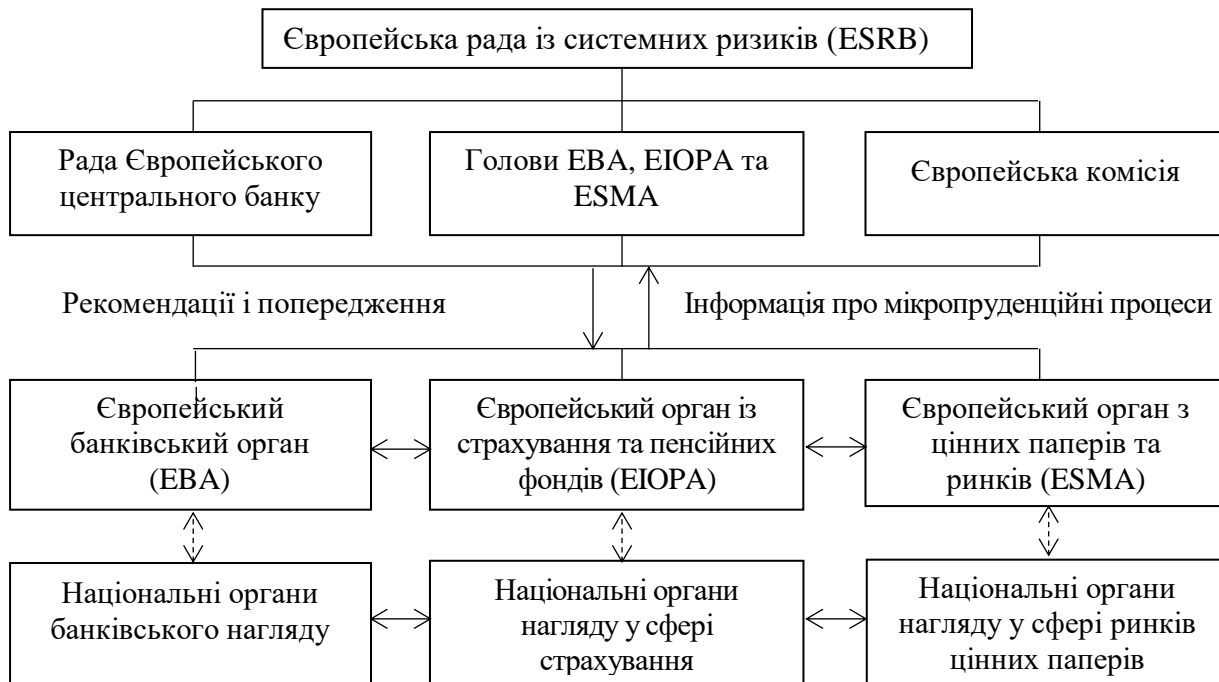 Європейська рада із системних ризиків (ESRB)
Рада Європейського
центрального банку
Голови EBA, EIOPA та
ESMA
Європейська комісія
Рекомендації і попередження
Інформація про мікропруденційні процеси
Європейський
банківський орган
(EBA)
Європейський орган із
страхування та пенсійних
фондів (EIOPA)
Європейський орган з
цінних паперів та
ринків (ESMA)
Національні органи
банківського нагляду
Національні органи
нагляду у сфері
страхування
Національні органи
нагляду у сфері ринків
цінних паперів